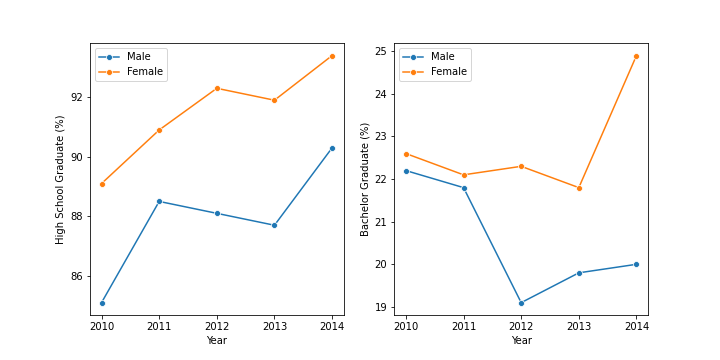 Male
Female
High School Graduate (%)
92
90
88
86
2010
2011
2012
2013
2014
Year
Male
Female
Bachelor Graduate (%)
25
24
23
22
21
20
19
2010
2011
2012
2013
2014
Year